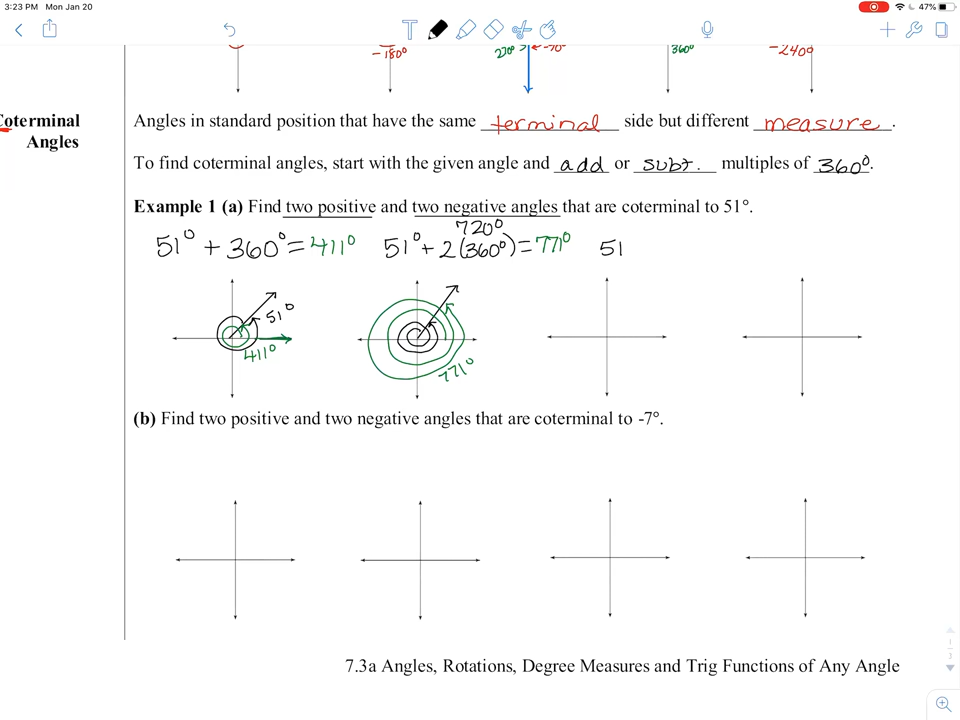 3:23 PM Mon Jan 20
47%
T
-180° 270° -90° 360° -240°
Coterminal Angles
Angles in standard position that have the same terminal side but different measure.
To find coterminal angles, start with the given angle and add or subt. multiples of 360°.
Example 1 (a) Find two positive and two negative angles that are coterminal to 51°.
720°
51° + 360° = 411° 51° + 2(360°) = 771° 51
51°
411°
771°
(b) Find two positive and two negative angles that are coterminal to -7°.
1
3
7.3a Angles, Rotations, Degree Measures and Trig Functions of Any Angle